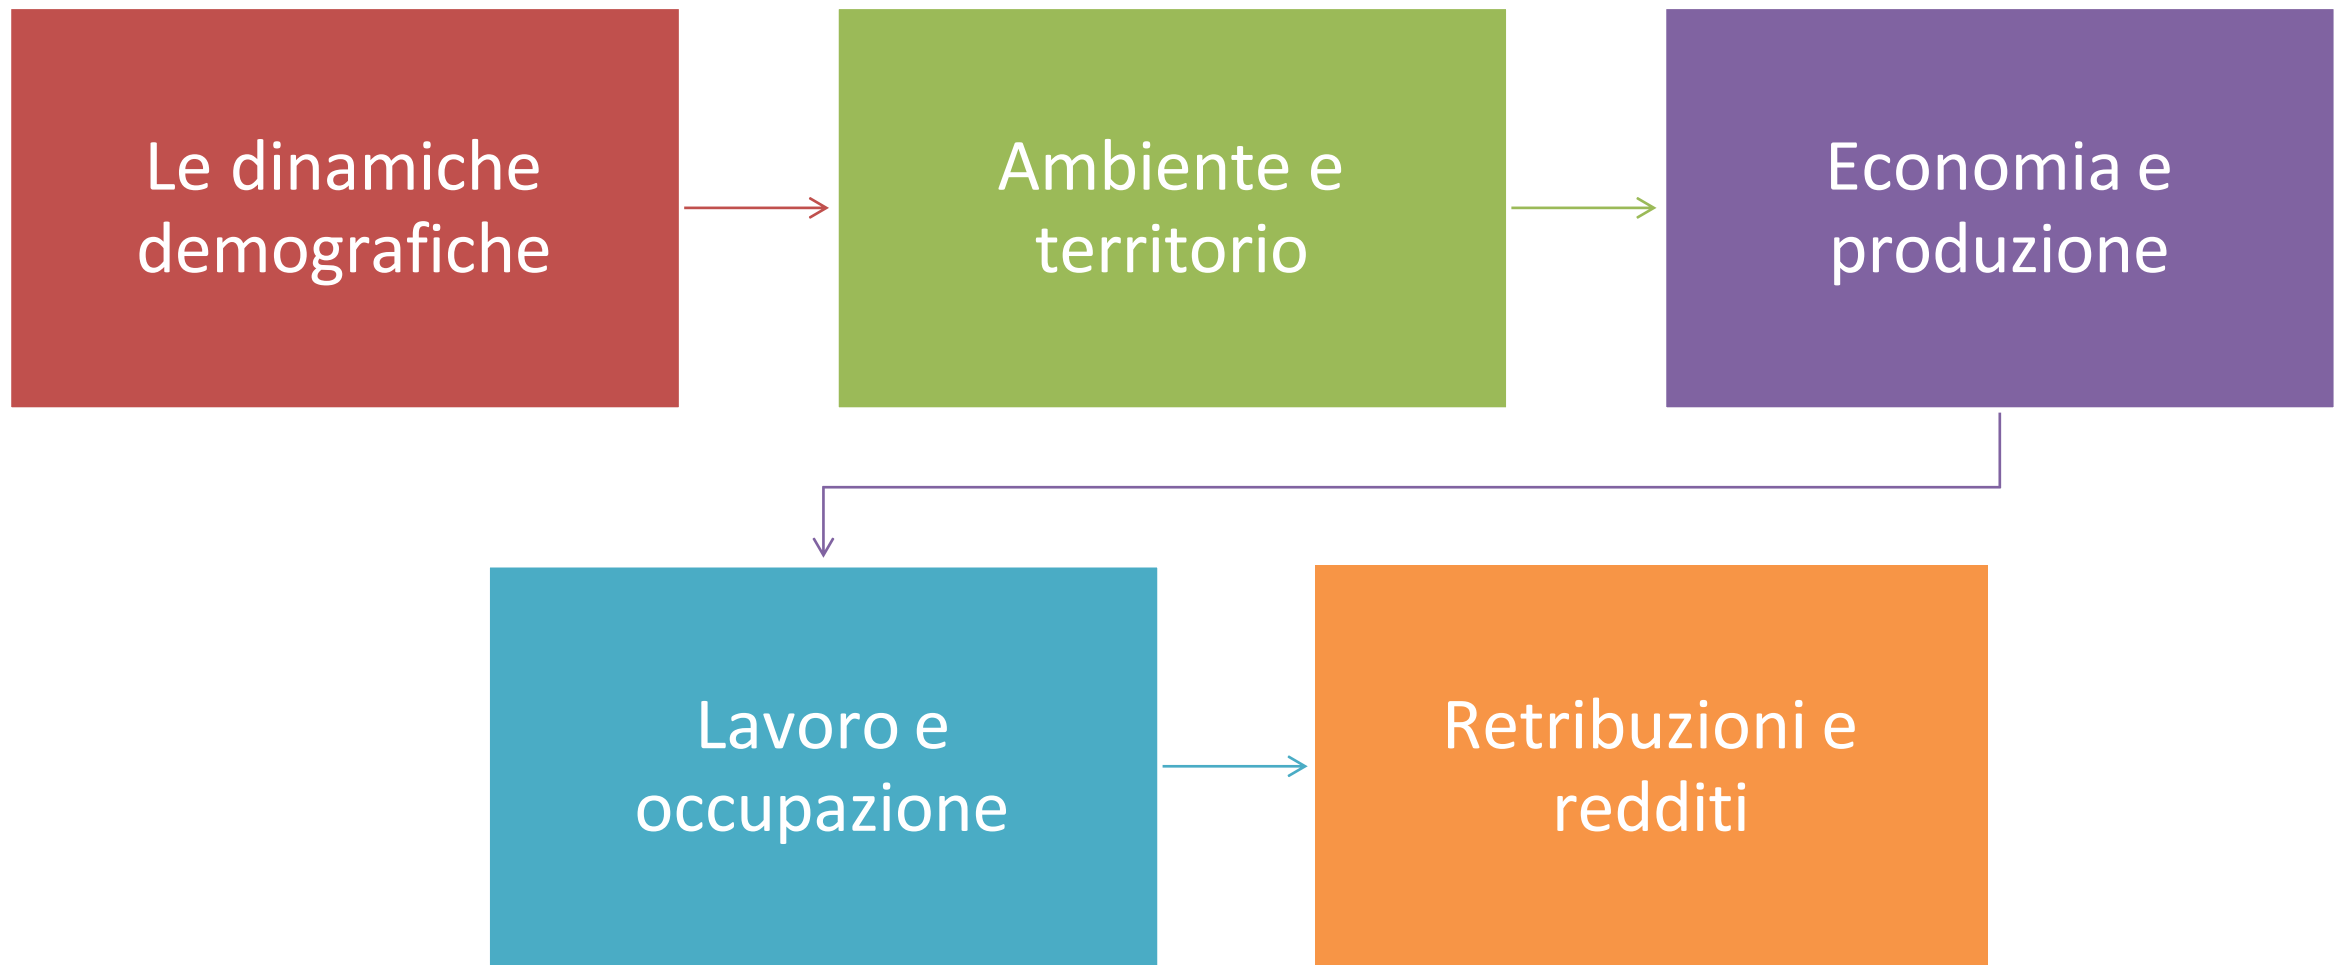 Le dinamiche
demografiche
Ambiente e
territorio
Economia e
produzione
Lavoro e
occupazione
Retribuzioni e
redditi